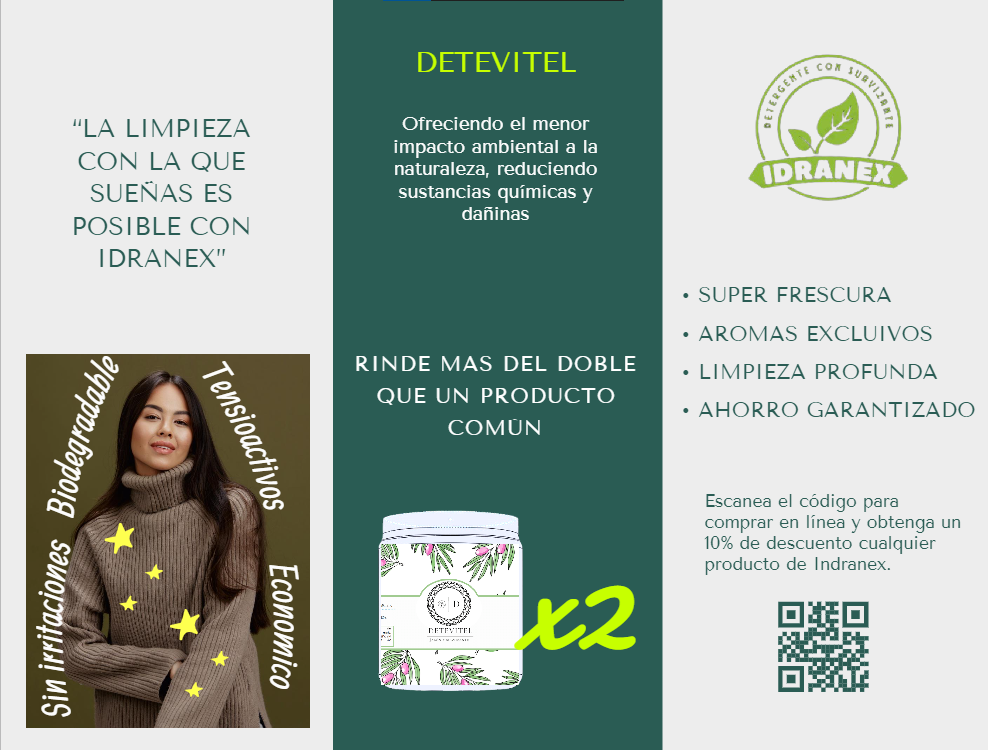 “LA LIMPIEZA
CON LA QUE
SUEÑAS ES
POSIBLE CON
IDRANEX”
Biodegradable
Tensioactivos
Sin irritaciones
Economico
DETEVITEL
Ofreciendo el menor
impacto ambiental a la
naturaleza, reduciendo
sustancias químicas y
dañinas
RINDE MAS DEL DOBLE
QUE UN PRODUCTO
COMÚN
DETEVITEL
x2
DETERGENTE CON SUAVIZANTE
IDRANEX
• SUPER FRESCURA
• AROMAS EXCLUIVOS
• LIMPIEZA PROFUNDA
• AHORRO GARANTIZADO
Escanea el código para
comprar en línea y obtenga un
10% de descuento cualquier
producto de Indranex.